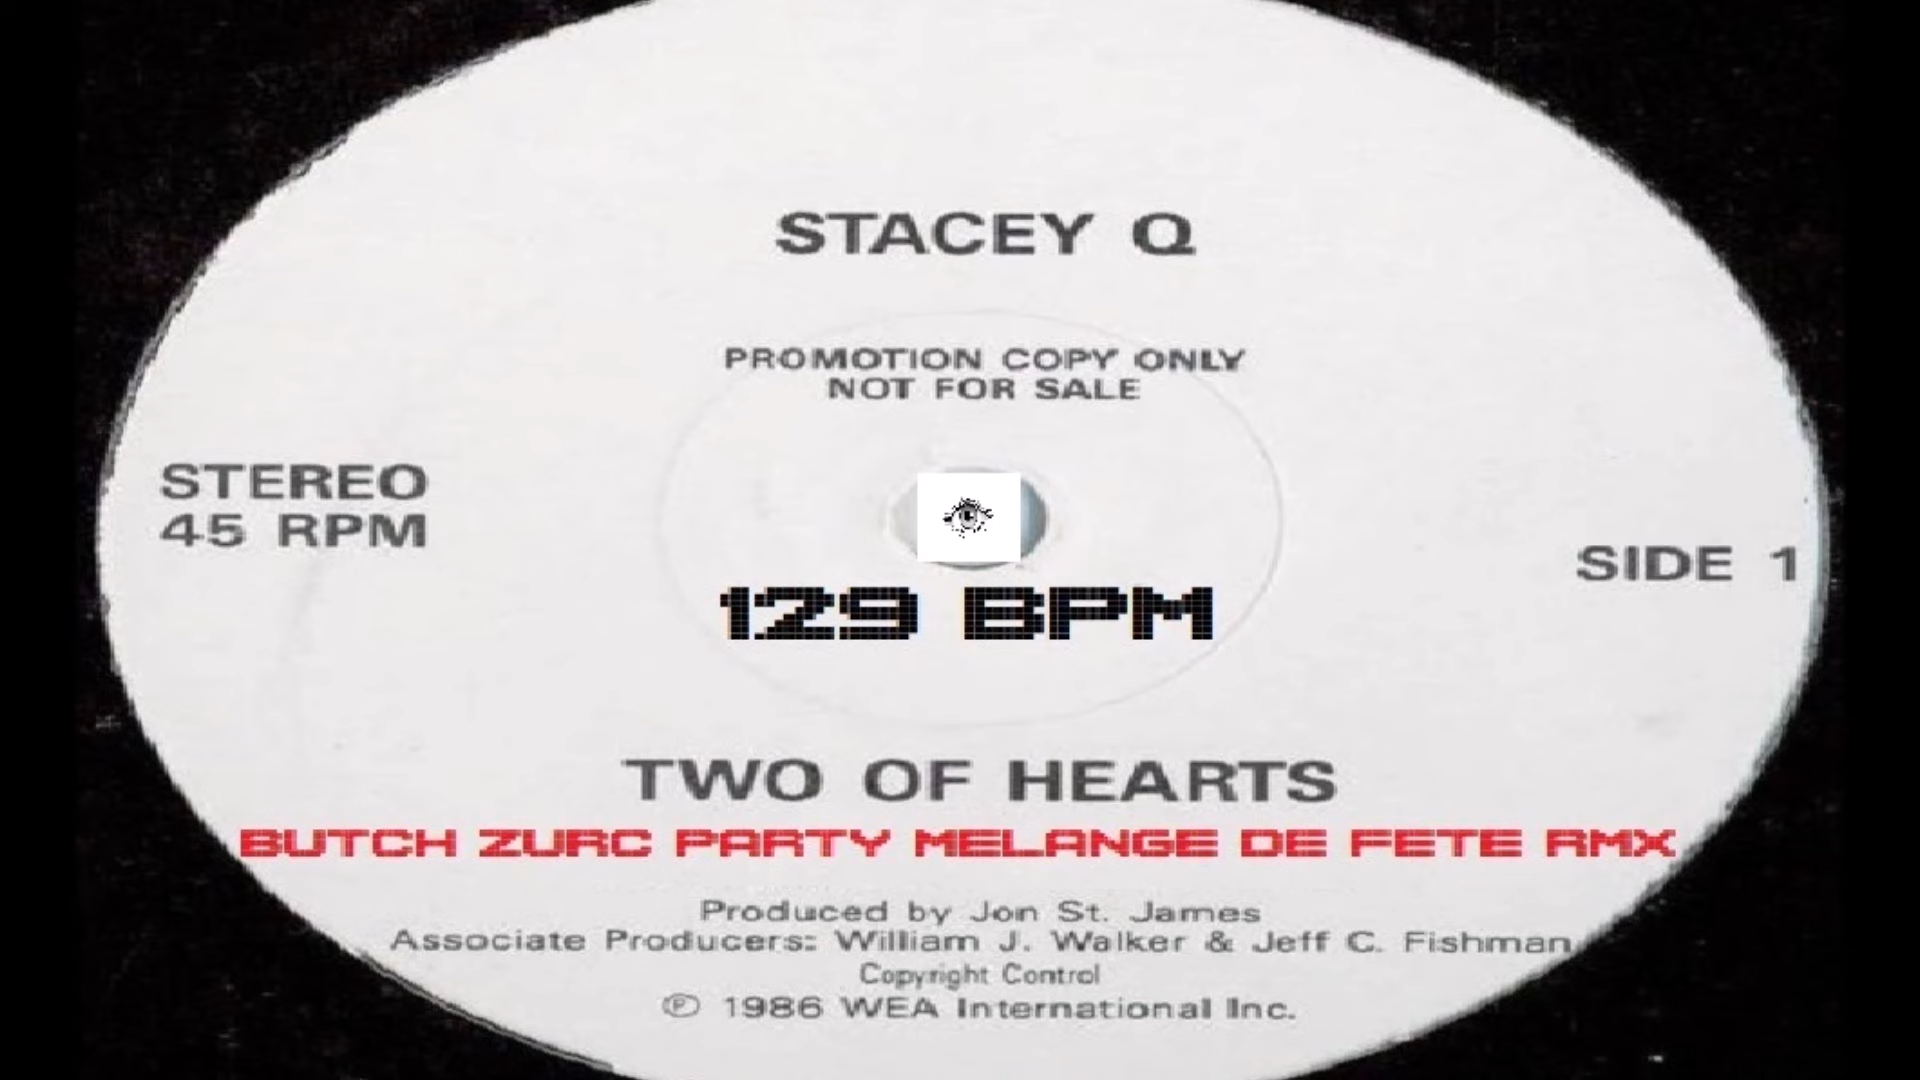 STACEY Q
PROMOTION COPY ONLY
NOT FOR SALE
STEREO
45 RPM
SIDE 1
129 BPM
TWO OF HEARTS
BUTCH ZURC PARTY MELANGE DE FETE RMX
Produced by Jon St. James
Associate Producers: William J. Walker & Jeff C. Fishman
Copyright Control
℗ 1986 WEA International Inc.